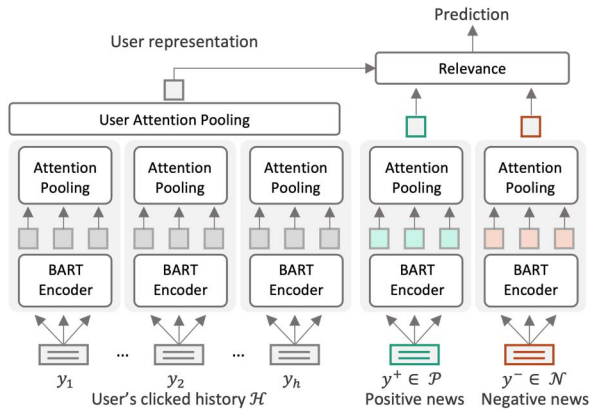 Prediction
User representation
Relevance
User Attention Pooling
Attention
Pooling
Attention
Pooling
Attention
Pooling
Attention
Pooling
Attention
Pooling
BART
Encoder
BART
Encoder
BART
Encoder
BART
Encoder
BART
Encoder
y₁ ... y₂ ... yₕ y⁺ ∈ 𝒫 y⁻ ∈ 𝒩
User's clicked history ℋ Positive news Negative news